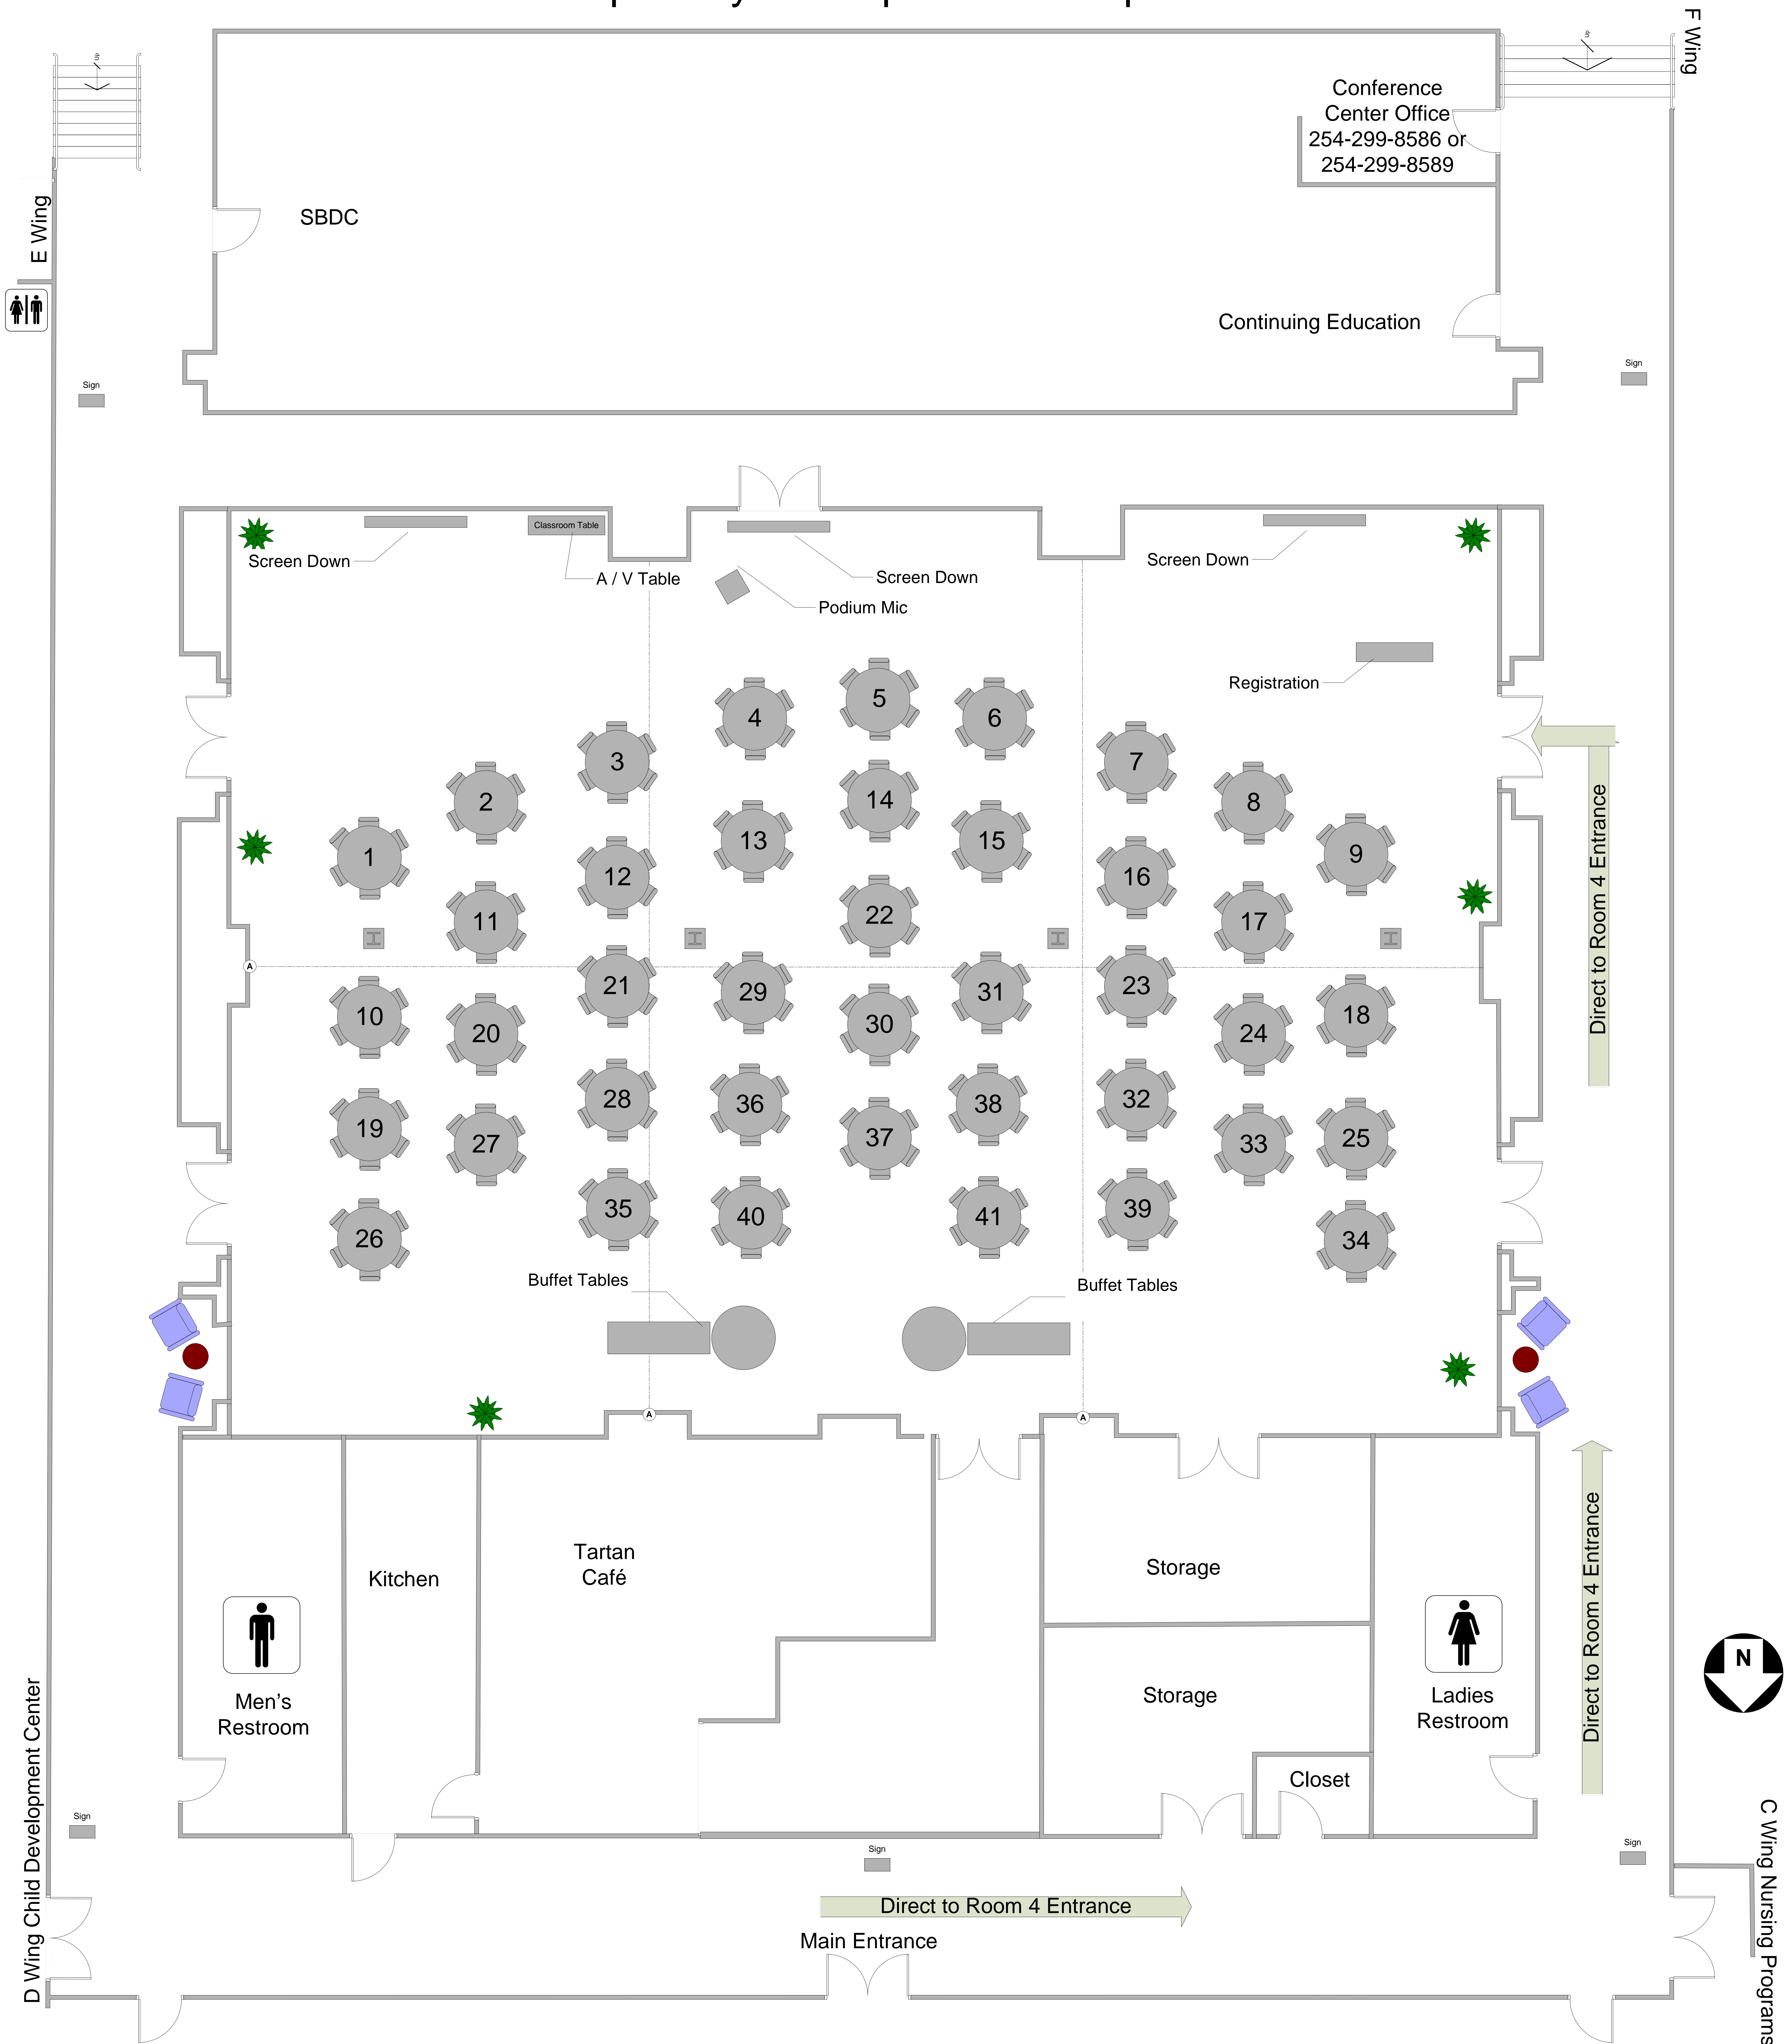 F Wing
up
up
Conference
Center Office
254-299-8586 or
254-299-8589
E Wing
SBDC
Continuing Education
Sign
Sign
Classroom Table
Screen Down
A / V Table
Screen Down
Podium Mic
Screen Down
Registration
5
4
6
3
7
2
14
8
13
15
9
1
12
16
22
11
17
A
21
29
31
23
10
30
18
20
24
28
36
38
32
19
37
25
27
33
35
40
41
39
26
34
Direct to Room 4 Entrance
Buffet Tables
Buffet Tables
A
A
Tartan
Café
Kitchen
Storage
Men's
Restroom
Storage
Ladies
Restroom
Direct to Room 4 Entrance
N
Closet
D Wing Child Development Center
C Wing Nursing Programs
Sign
Sign
Sign
Direct to Room 4 Entrance
Main Entrance